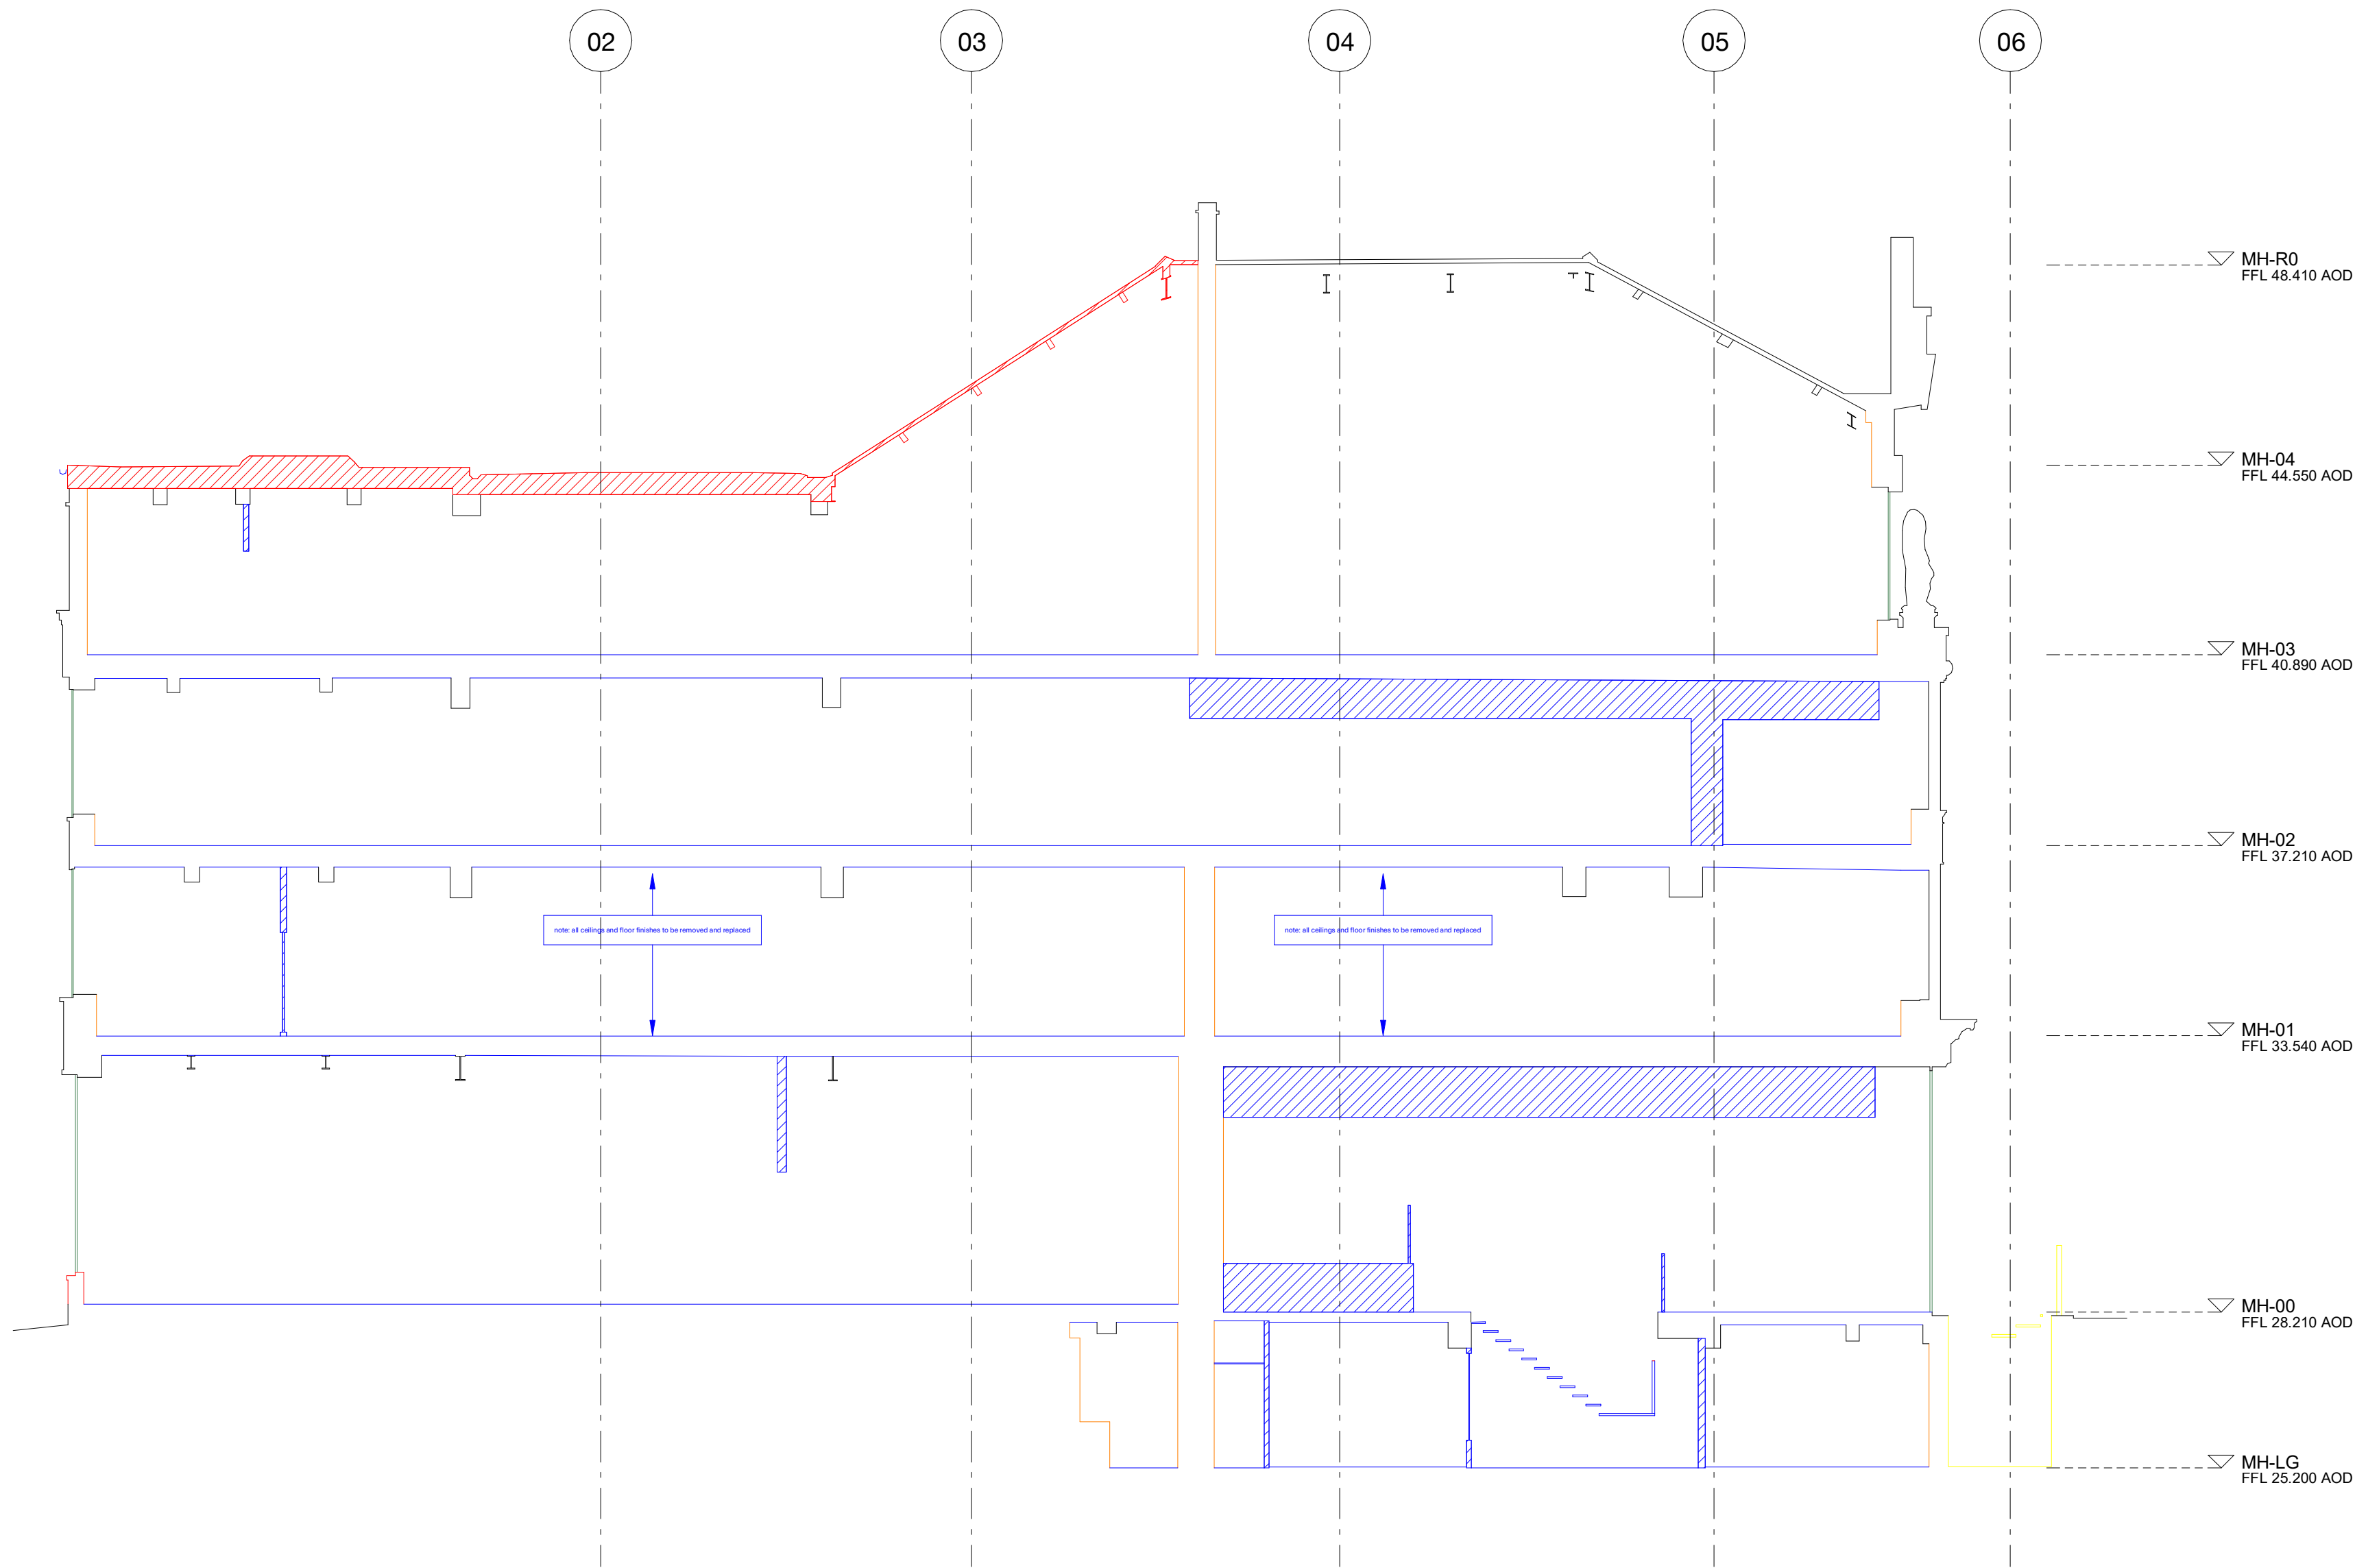 02
03
04
05
06
MH-R0
FFL 48.410 AOD
MH-04
FFL 44.550 AOD
MH-03
FFL 40.890 AOD
MH-02
FFL 37.210 AOD
note: all ceilings and floor finishes to be removed and replaced
note: all ceilings and floor finishes to be removed and replaced
MH-01
FFL 33.540 AOD
MH-00
FFL 28.210 AOD
MH-LG
FFL 25.200 AOD